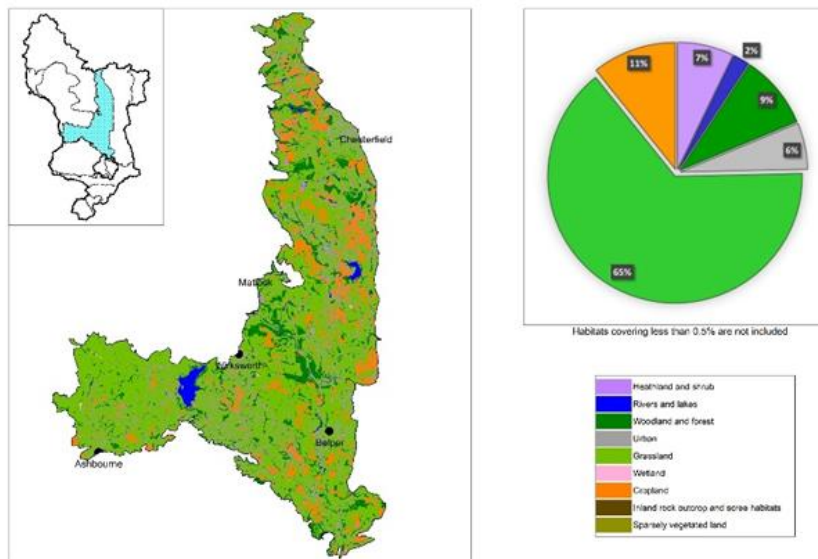 Chesterfield
Matlock
Wirksworth
Belper
Ashbourne
7%
2%
9%
6%
65%
11%
Habitats covering less than 0.5% are not included
Heathland and shrub
Rivers and lakes
Woodland and forest
Urban
Grassland
Wetland
Cropland
Inland rock outcrop and scree habitats
Sparsely vegetated land